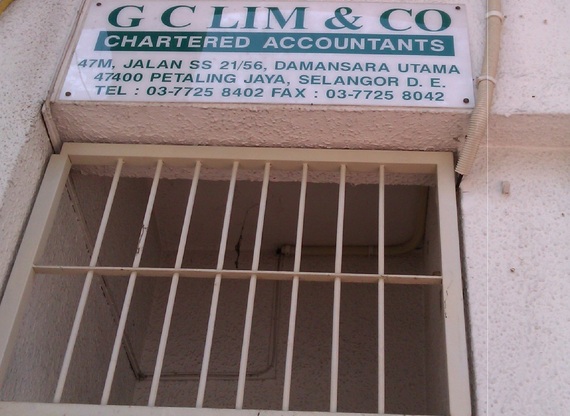 G C LIM & CO
CHARTERED ACCOUNTANTS
47M, JALAN SS 21/56, DAMANSARA UTAMA
47400 PETALING JAYA, SELANGOR D. E.
TEL : 03-7725 8402 FAX : 03-7725 8042